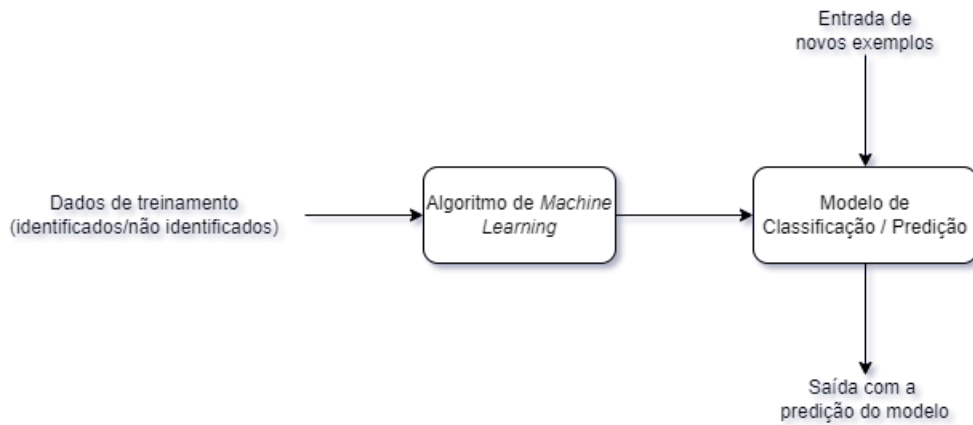 Entrada de
novos exemplos
Dados de treinamento
(identificados/não identificados)
Algoritmo de Machine
Learning
Modelo de
Classificação / Predição
Saída com a
predição do modelo